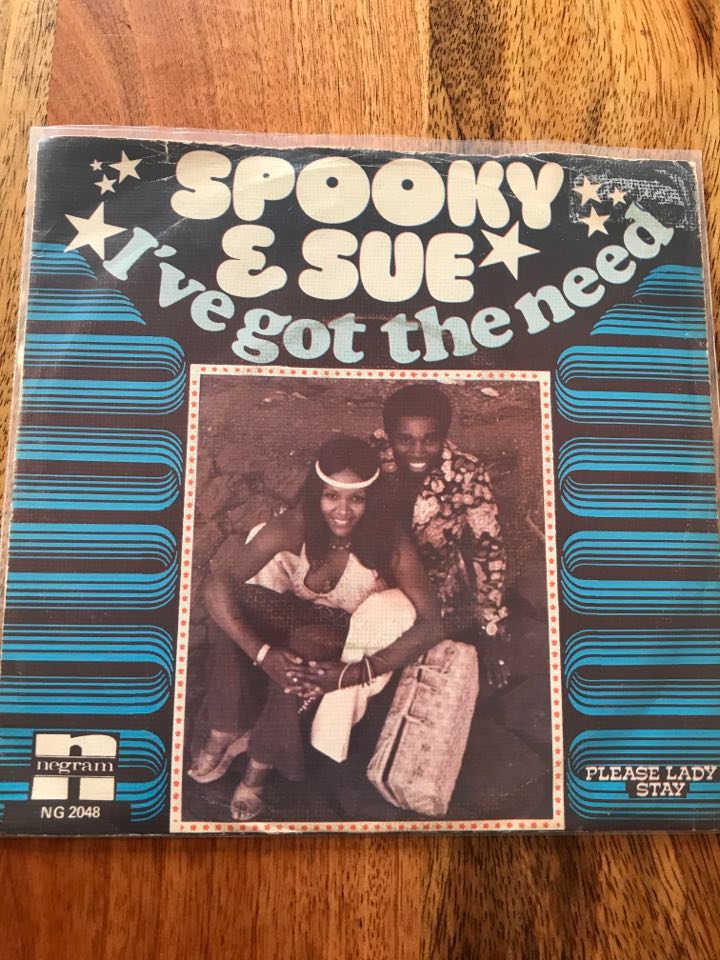 SPOOKY
& SUE
I've got the need
negram
NG 2048
PLEASE LADY
STAY